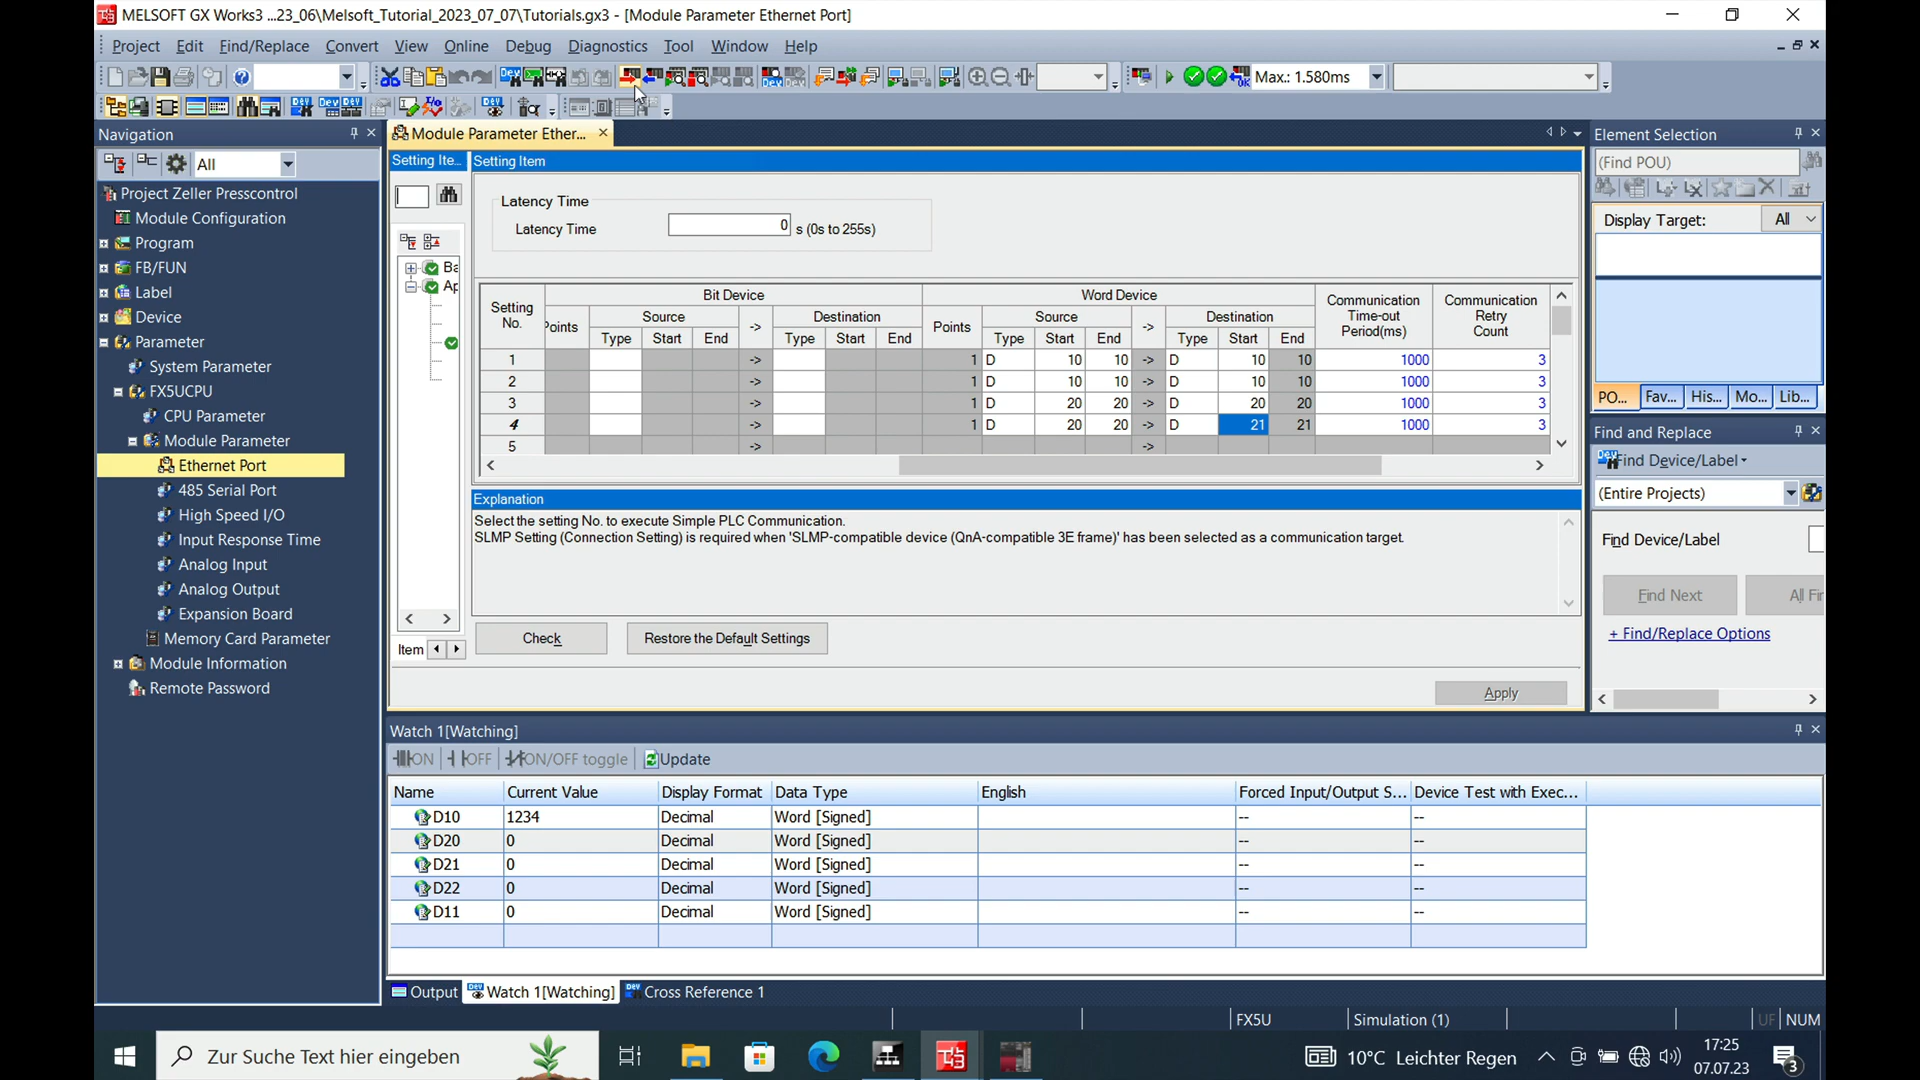 MELSOFT GX Works3 ...23_06\Melsoft_Tutorial_2023_07_07\Tutorials.gx3 - [Module Parameter Ethernet Port]
Project Edit Find/Replace Convert View Online Debug Diagnostics Tool Window Help
Max.: 1.580ms
Navigation
All
Project Zeller Presscontrol
Module Configuration
Program
FB/FUN
Label
Device
Parameter
System Parameter
FX5UCPU
CPU Parameter
Module Parameter
Ethernet Port
485 Serial Port
High Speed I/O
Input Response Time
Analog Input
Analog Output
Expansion Board
Memory Card Parameter
Module Information
Remote Password
Module Parameter Ether...
Setting Ite...
Ba
Ap
Item
Setting Item
Latency Time
Latency Time 0 s (0s to 255s)
Setting No. Bit Device Word Device Communication Time-out Period(ms) Communication Retry Count
Points Source -> Destination Points Source -> Destination
Type Start End Type Start End Type Start End Type Start End
1 -> 1 D 10 10 -> D 10 10 1000 3
2 -> 1 D 10 10 -> D 10 10 1000 3
3 -> 1 D 20 20 -> D 20 20 1000 3
4 -> 1 D 20 20 -> D 21 21 1000 3
5 -> ->
Explanation
Select the setting No. to execute Simple PLC Communication.
SLMP Setting (Connection Setting) is required when 'SLMP-compatible device (QnA-compatible 3E frame)' has been selected as a communication target.
Check Restore the Default Settings
Apply
Element Selection
(Find POU)
Display Target: All
PO... Fav... His... Mo... Lib...
Find and Replace
Find Device/Label
(Entire Projects)
Find Device/Label
Find Next All Fi
+ Find/Replace Options
Watch 1[Watching]
ON OFF ON/OFF toggle Update
Name Current Value Display Format Data Type English Forced Input/Output S... Device Test with Exec...
D10 1234 Decimal Word [Signed] -- --
D20 0 Decimal Word [Signed] -- --
D21 0 Decimal Word [Signed] -- --
D22 0 Decimal Word [Signed] -- --
D11 0 Decimal Word [Signed] -- --
Output Watch 1[Watching] Cross Reference 1
FX5U Simulation (1) UF NUM
Zur Suche Text hier eingeben
10°C Leichter Regen
17:25
07.07.23
3